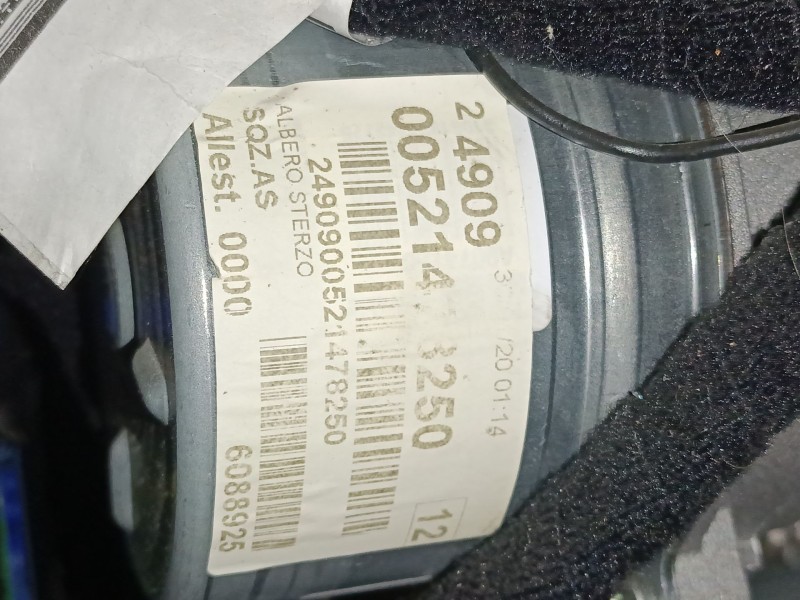 2 4909 /20 01:14
005214 8250 12
2490900521478250
ALBERO STERZO
SQZ AS
Allest. 0000 6088925